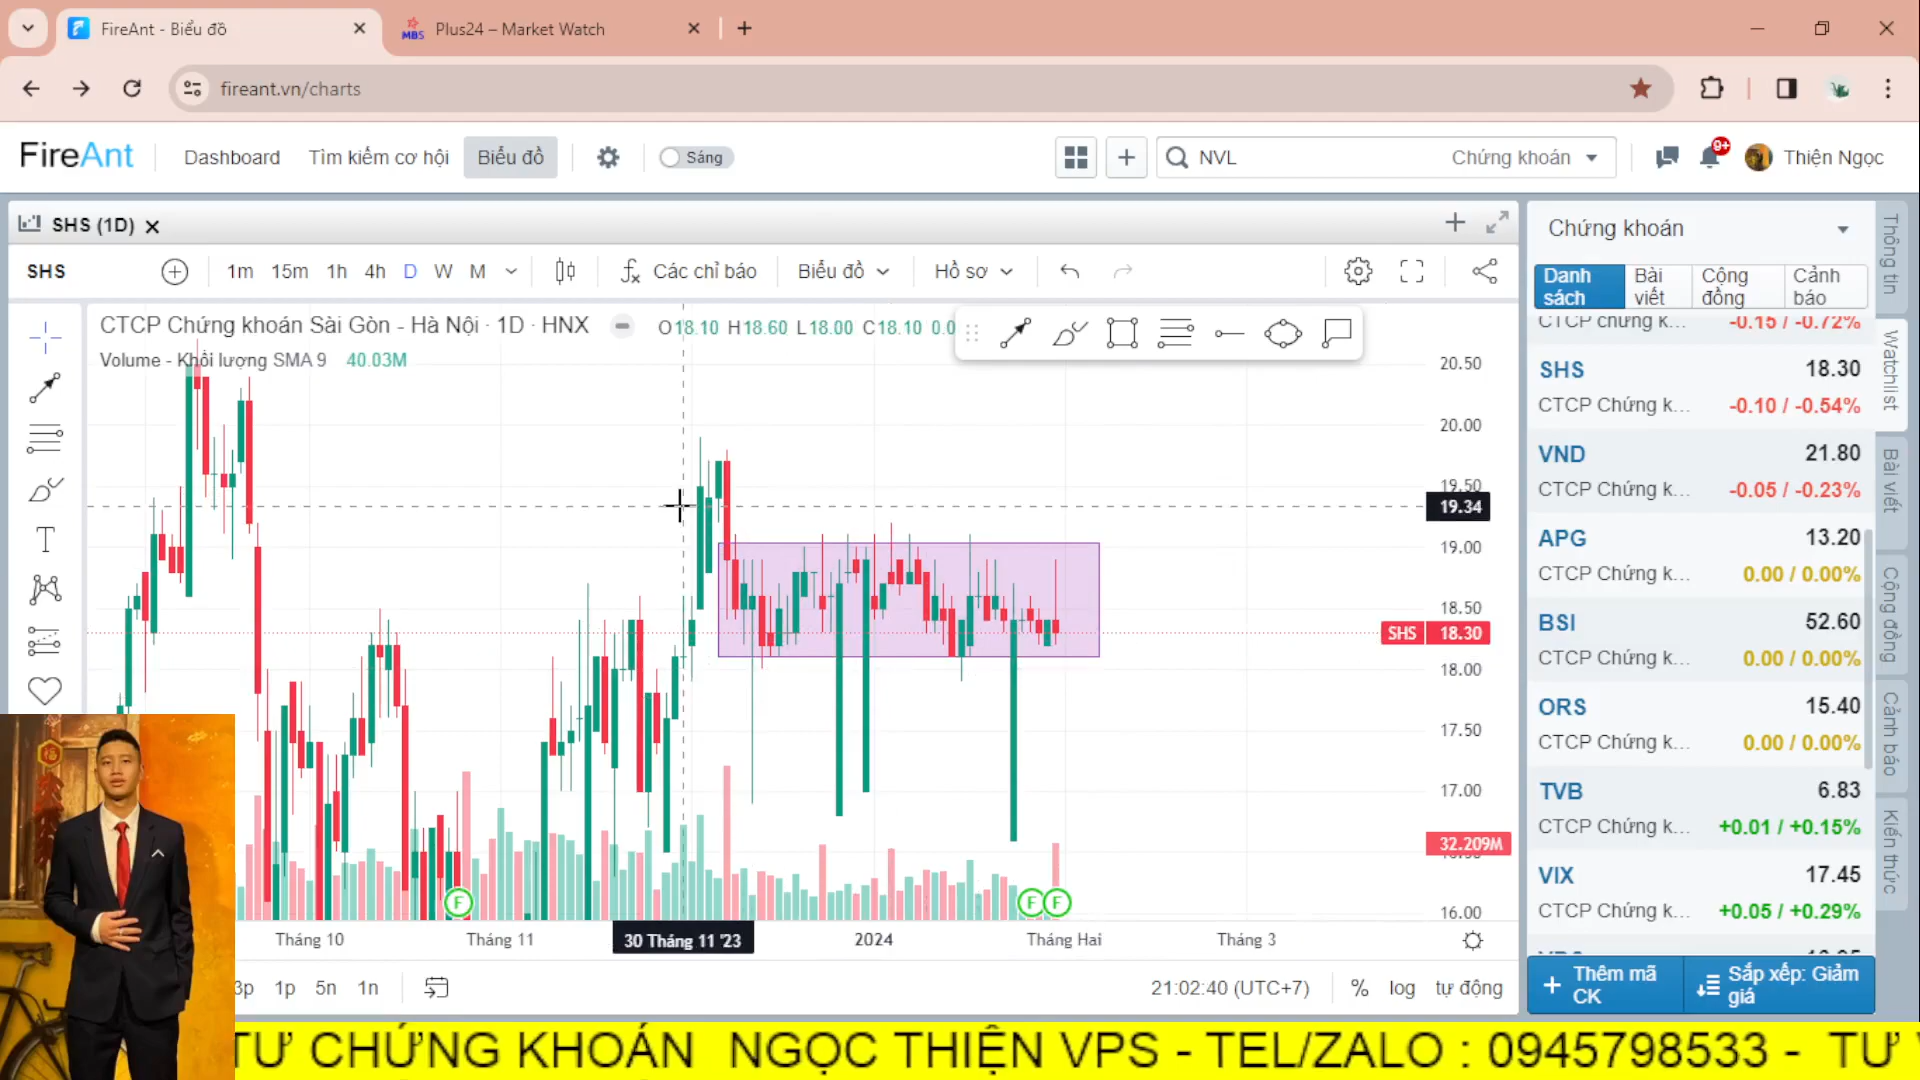 FireAnt - Biểu đồ
MBS Plus24 – Market Watch
fireant.vn/charts
FireAnt
Dashboard
Tìm kiếm cơ hội
Biểu đồ
Sáng
NVL
Chứng khoán
9+
Thiện Ngọc
SHS (1D)
SHS
1m 15m 1h 4h D W M
Các chỉ báo
Biểu đồ
Hồ sơ
CTCP Chứng khoán Sài Gòn - Hà Nội · 1D · HNX
O18.10 H18.60 L18.00 C18.10 0.0
Volume - Khối lượng SMA 9 40.03M
20.50
20.00
19.50
19.34
19.00
18.50
SHS 18.30
18.00
17.50
17.00
32.209M
16.00
F
F
F
Tháng 10
Tháng 11
30 Tháng 11 '23
2024
Tháng Hai
Tháng 3
3p 1p 5n 1n
21:02:40 (UTC+7)
% log tự động
Chứng khoán
Danh sách
Bài viết
Cộng đồng
Cảnh báo
CTCP chứng k... -0.15 / -0.72%
SHS 18.30
CTCP Chứng k... -0.10 / -0.54%
VND 21.80
CTCP Chứng k... -0.05 / -0.23%
APG 13.20
CTCP Chứng k... 0.00 / 0.00%
BSI 52.60
CTCP Chứng k... 0.00 / 0.00%
ORS 15.40
CTCP Chứng k... 0.00 / 0.00%
TVB 6.83
CTCP Chứng k... +0.01 / +0.15%
VIX 17.45
CTCP Chứng k... +0.05 / +0.29%
Thêm mã CK
Sắp xếp: Giảm giá
Thông tin
Watchlist
Bài viết
Cộng đồng
Cảnh báo
Kiến thức
TƯ CHỨNG KHOÁN NGỌC THIỆN VPS - TEL/ZALO : 0945798533 - TƯ